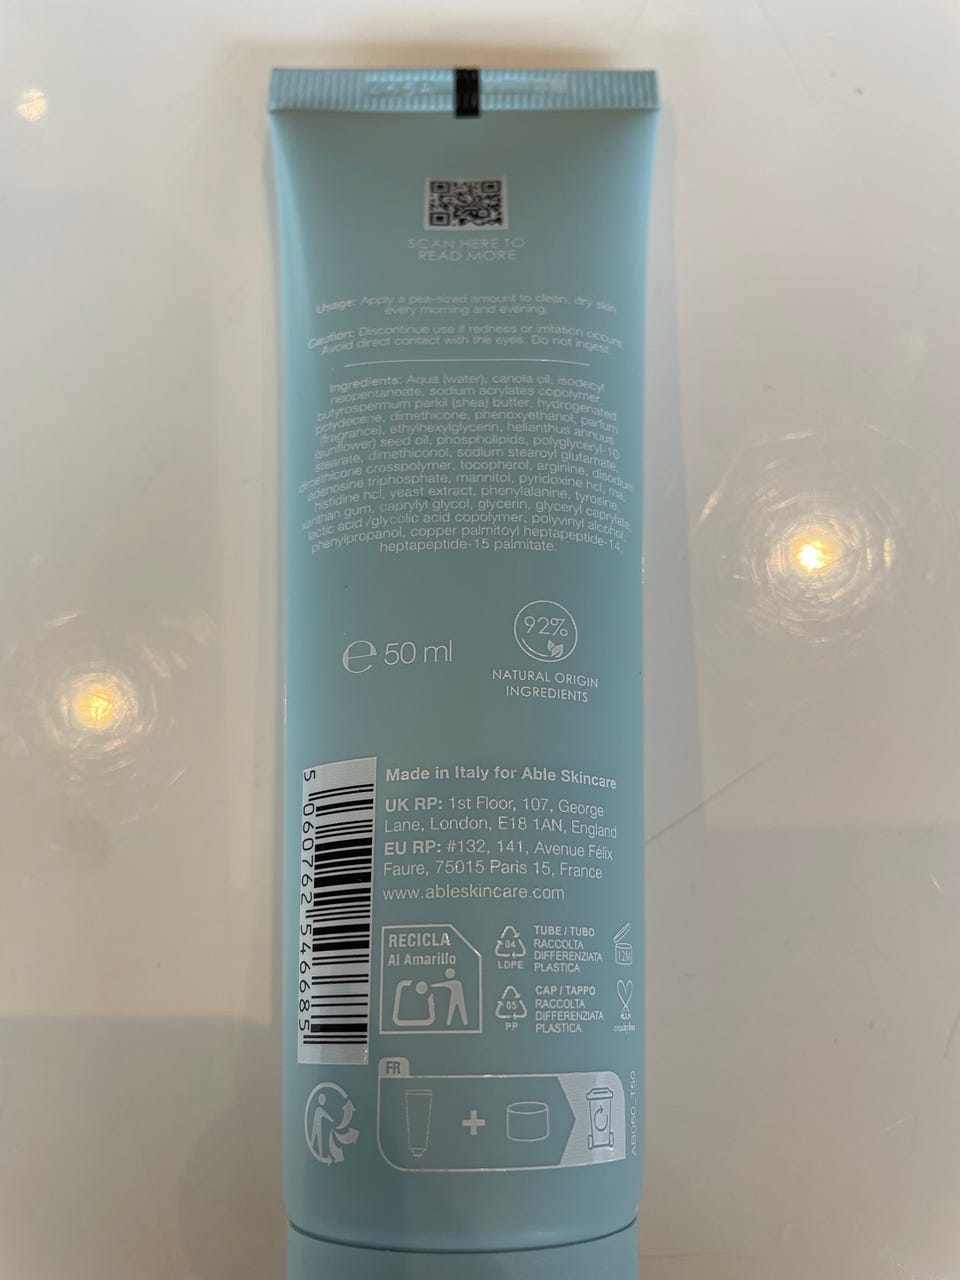 SCAN HERE TO
READ MORE
Usage: Apply a pea-sized amount to clean, dry skin
every morning and evening.
Caution: Discontinue use if redness or irritation occurs
Avoid direct contact with the eyes. Do not ingest.
Ingredients: Aqua (water), canola oil, isodecyl
neopentanoate, sodium acrylates copolymer,
butyrospermum parkii (shea) butter, hydrogenated
polydecene, dimethicone, phenoxyethanol, parfum
(fragrance), ethylhexylglycerin, helianthus annuus
(sunflower) seed oil, phospholipids, polyglyceryl-10
stearate, dimethiconol, sodium stearoyl glutamate,
dimethicone crosspolymer, tocopherol, arginine, disodium
adenosine triphosphate, mannitol, pyridoxine hcl, rna,
histidine hcl, yeast extract, phenylalanine, tyrosine,
xanthan gum, caprylyl glycol, glycerin, glyceryl caprylate,
lactic acid /glycolic acid copolymer, polyvinyl alcohol,
phenylpropanol, copper palmitoyl heptapeptide-14,
heptapeptide-15 palmitate.
e 50 ml
92%
NATURAL ORIGIN
INGREDIENTS
5 060762 546685
Made in Italy for Able Skincare
UK RP: 1st Floor, 107, George
Lane, London, E18 1AN, England
EU RP: #132, 141, Avenue Félix
Faure, 75015 Paris 15, France
www.ableskincare.com
RECICLA
Al Amarillo
04
LDPE
TUBE / TUBO
RACCOLTA
DIFFERENZIATA
PLASTICA
12M
05
PP
CAP / TAPPO
RACCOLTA
DIFFERENZIATA
PLASTICA
FR
+
AB060_T50